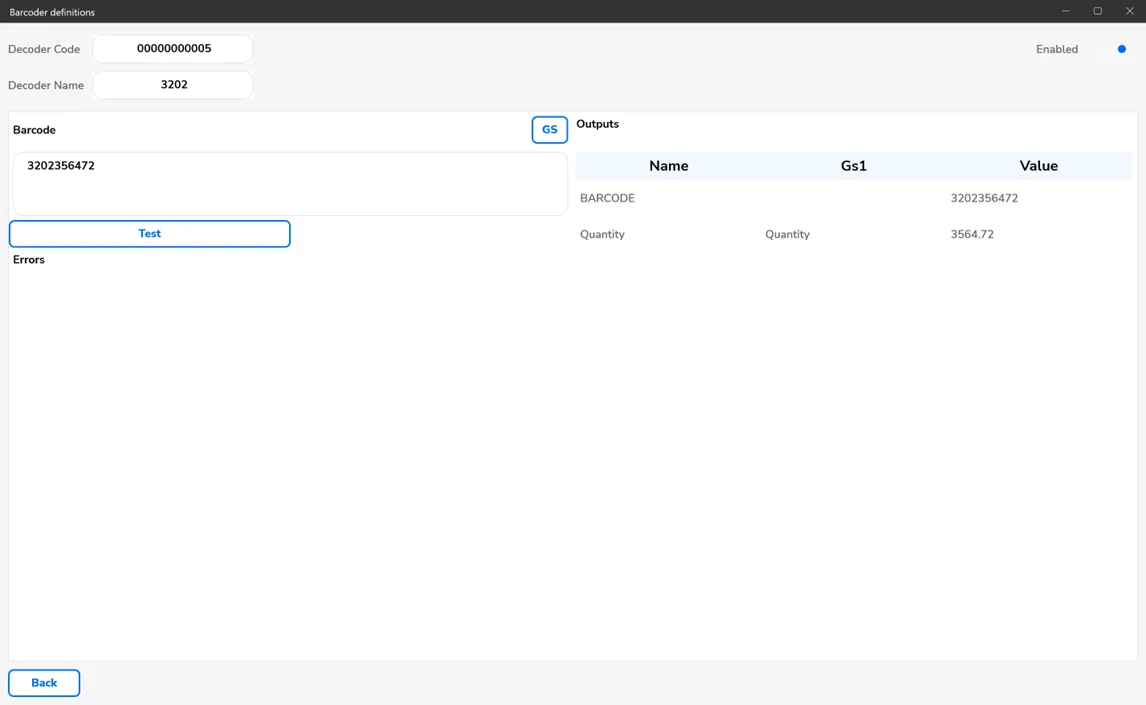 Barcoder definitions
Decoder Code 00000000005 Enabled
Decoder Name 3202
Barcode GS
3202356472
Test
Errors
Outputs
Name Gs1 Value
BARCODE 3202356472
Quantity Quantity 3564.72
Back